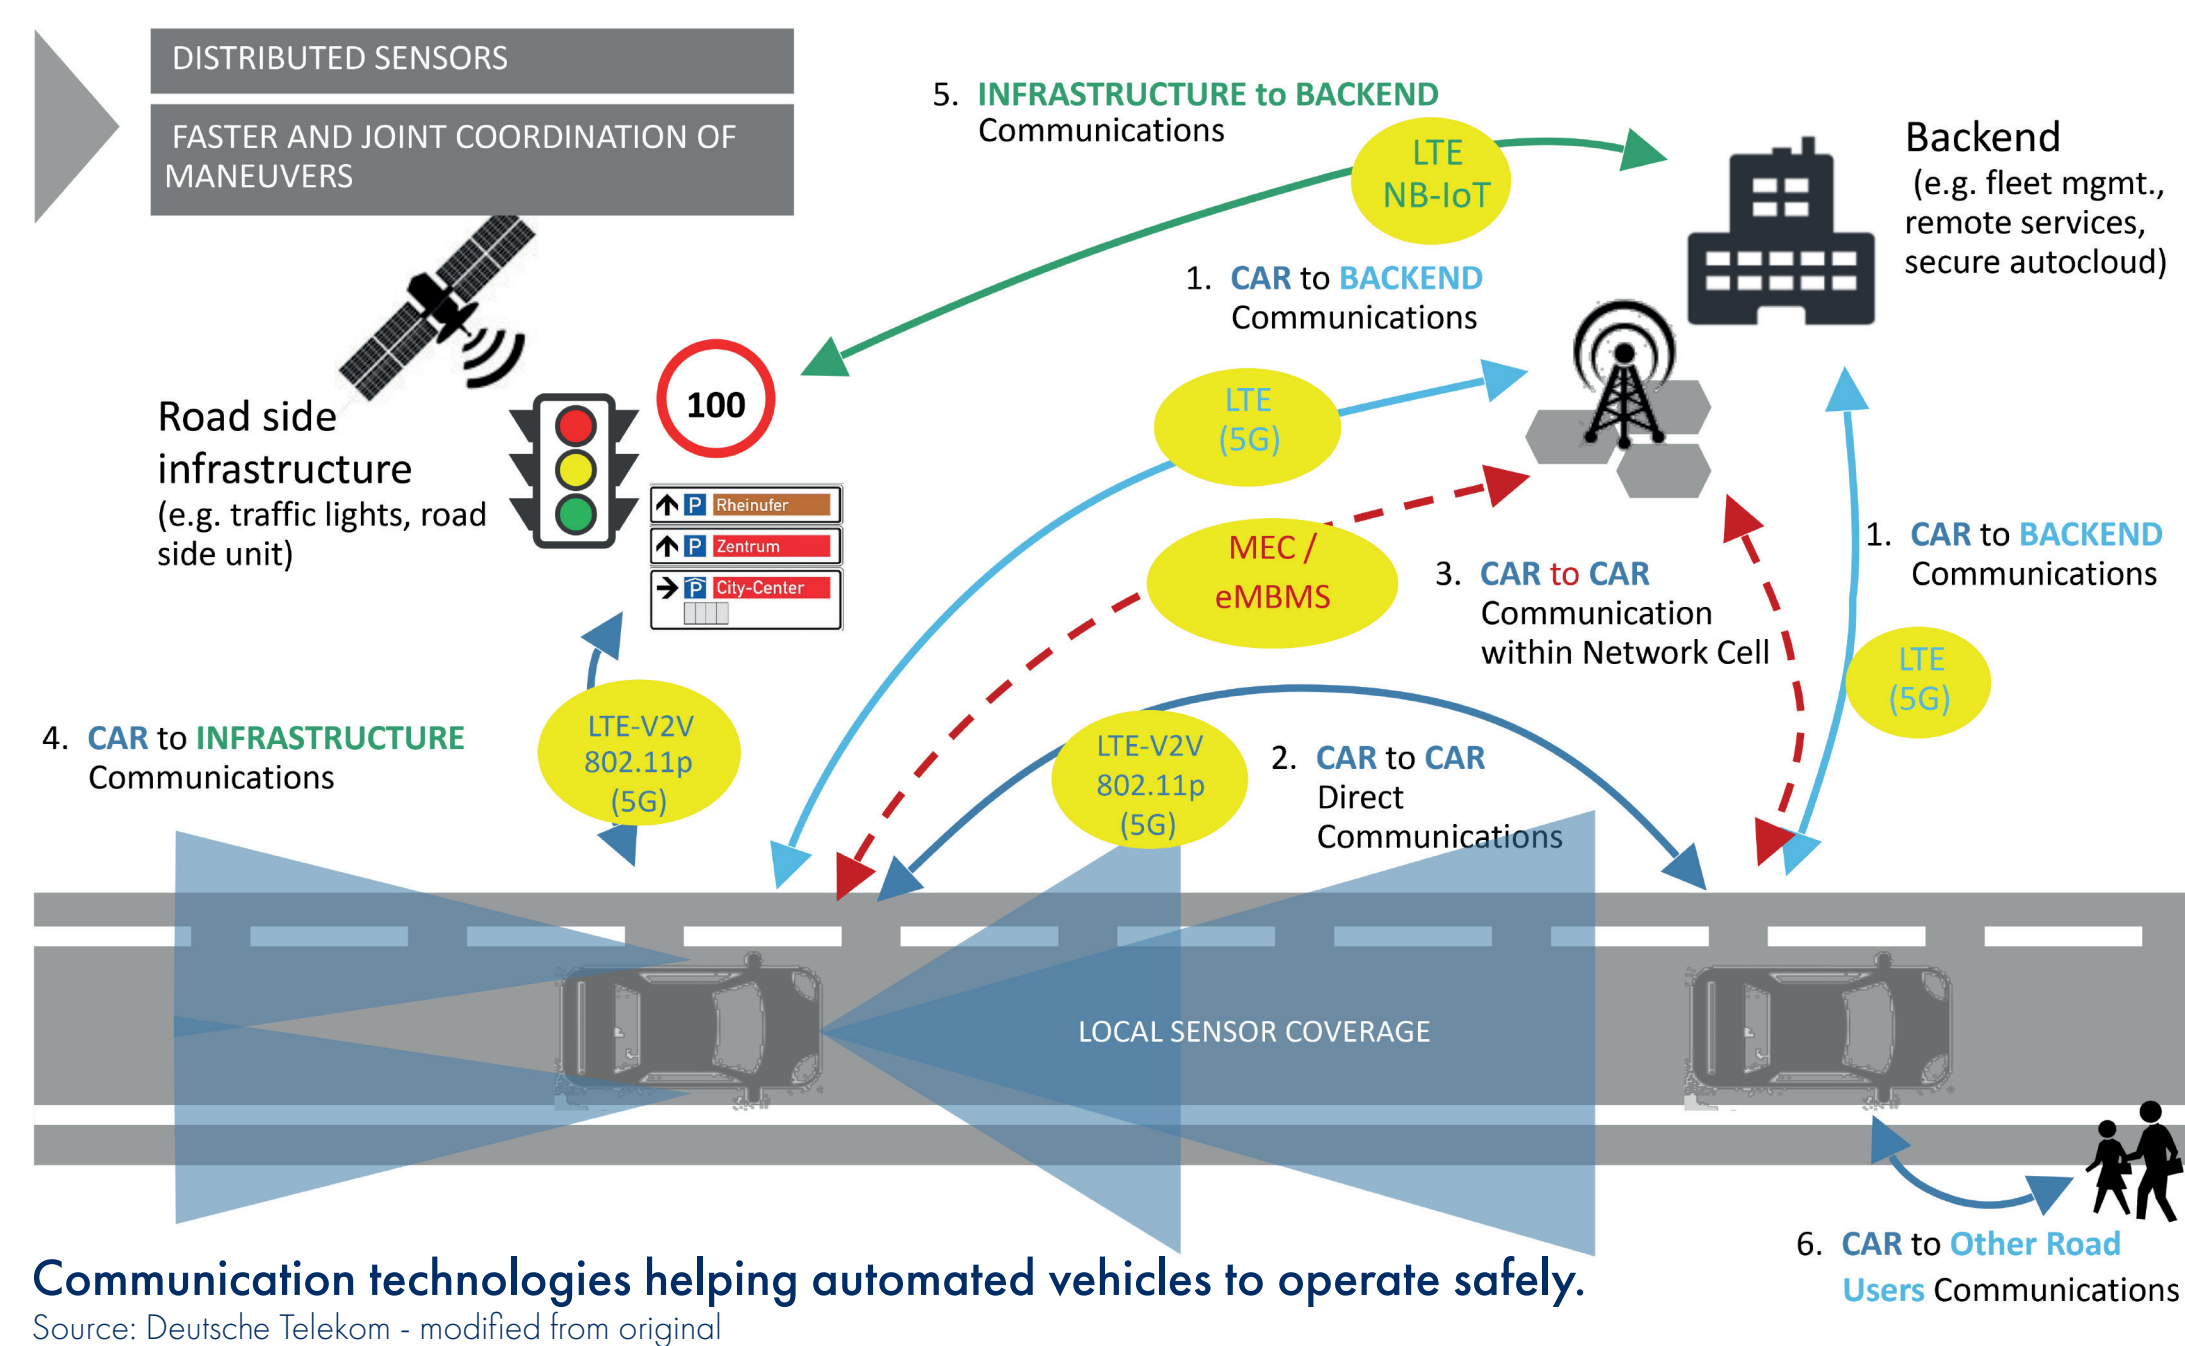 DISTRIBUTED SENSORS
FASTER AND JOINT COORDINATION OF
MANEUVERS
5. INFRASTRUCTURE to BACKEND
Communications
LTE
NB-IoT
Backend
(e.g. fleet mgmt.,
remote services,
secure autocloud)
1. CAR to BACKEND
Communications
LTE
(5G)
100
Road side
infrastructure
(e.g. traffic lights, road
side unit)
P Rheinufer
P Zentrum
P City-Center
MEC /
eMBMS
3. CAR to CAR
Communication
within Network Cell
1. CAR to BACKEND
Communications
LTE
(5G)
4. CAR to INFRASTRUCTURE
Communications
LTE-V2V
802.11p
(5G)
LTE-V2V
802.11p
(5G)
2. CAR to CAR
Direct
Communications
LOCAL SENSOR COVERAGE
6. CAR to Other Road
Users Communications
Communication technologies helping automated vehicles to operate safely.
Source: Deutsche Telekom - modified from original